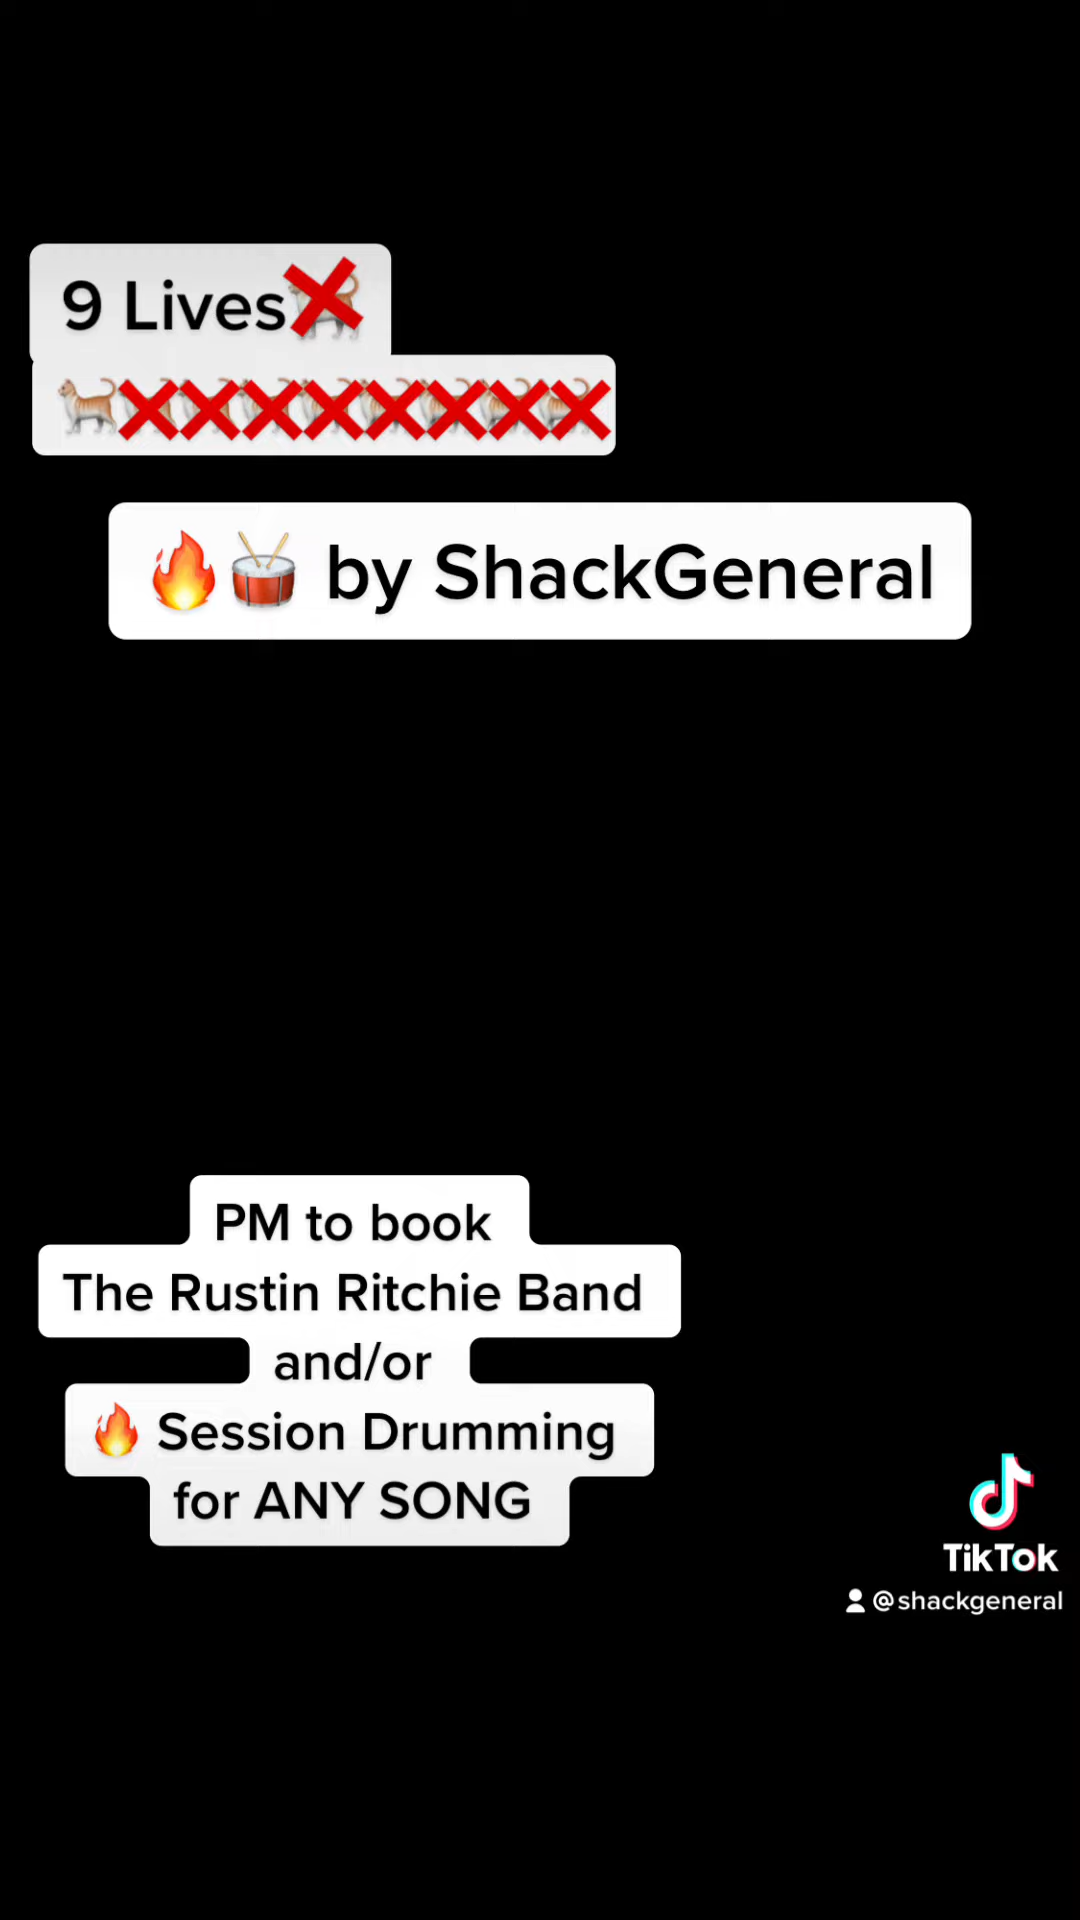 9 Lives❌
🐈❌❌❌❌❌❌❌❌
🔥🥁 by ShackGeneral
PM to book
The Rustin Ritchie Band
and/or
🔥 Session Drumming
for ANY SONG
TikTok
@shackgeneral